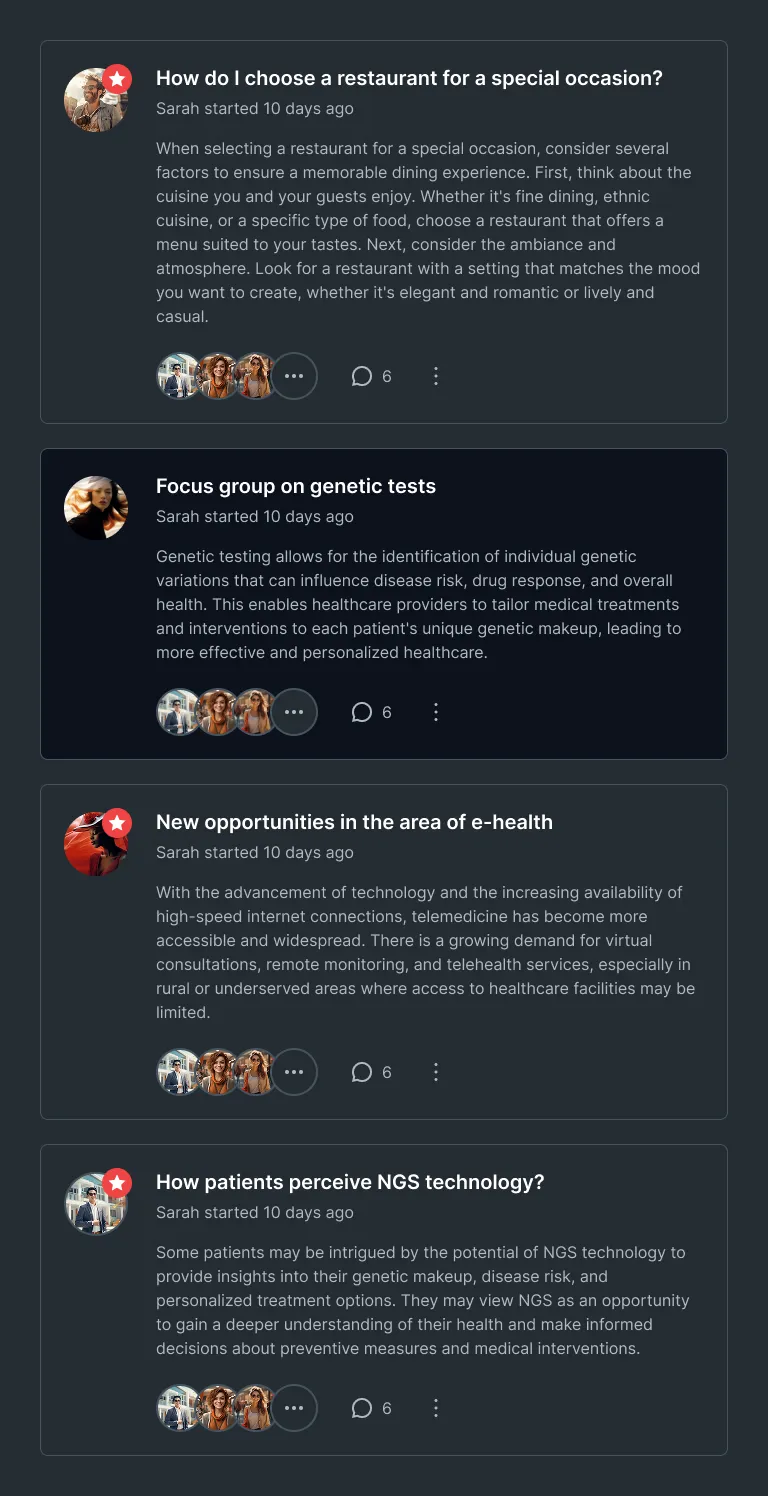 How do I choose a restaurant for a special occasion?
Sarah started 10 days ago
When selecting a restaurant for a special occasion, consider several
factors to ensure a memorable dining experience. First, think about the
cuisine you and your guests enjoy. Whether it's fine dining, ethnic
cuisine, or a specific type of food, choose a restaurant that offers a
menu suited to your tastes. Next, consider the ambiance and
atmosphere. Look for a restaurant with a setting that matches the mood
you want to create, whether it's elegant and romantic or lively and
casual.
6
Focus group on genetic tests
Sarah started 10 days ago
Genetic testing allows for the identification of individual genetic
variations that can influence disease risk, drug response, and overall
health. This enables healthcare providers to tailor medical treatments
and interventions to each patient's unique genetic makeup, leading to
more effective and personalized healthcare.
6
New opportunities in the area of e-health
Sarah started 10 days ago
With the advancement of technology and the increasing availability of
high-speed internet connections, telemedicine has become more
accessible and widespread. There is a growing demand for virtual
consultations, remote monitoring, and telehealth services, especially in
rural or underserved areas where access to healthcare facilities may be
limited.
6
How patients perceive NGS technology?
Sarah started 10 days ago
Some patients may be intrigued by the potential of NGS technology to
provide insights into their genetic makeup, disease risk, and
personalized treatment options. They may view NGS as an opportunity
to gain a deeper understanding of their health and make informed
decisions about preventive measures and medical interventions.
6